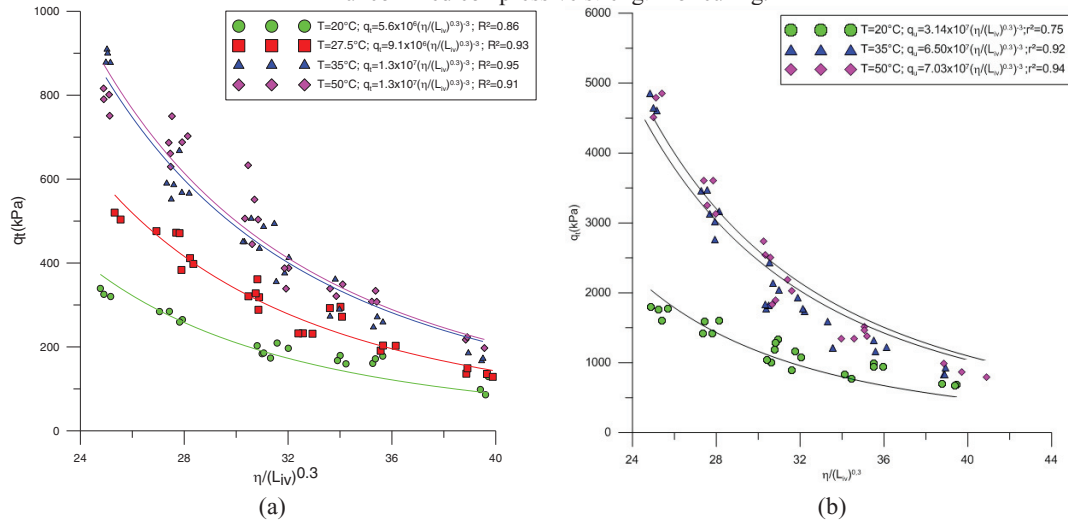 T=20°C; qₜ=5.6x10⁶(η/(Lᵢᵥ)⁰·³)⁻³; R²=0.86
T=27.5°C; qₜ=9.1x10⁶(η/(Lᵢᵥ)⁰·³)⁻³; R²=0.93
T=35°C; qₜ=1.3x10⁷(η/(Lᵢᵥ)⁰·³)⁻³; R²=0.95
T=50°C; qₜ=1.3x10⁷(η/(Lᵢᵥ)⁰·³)⁻³; R²=0.91
1000
800
600
400
200
0
qₜ(kPa)
24
28
32
36
40
η/(Lᵢᵥ)0.3
(a)
T=20°C; qᵤ=3.14x10⁷(η/(Lᵢᵥ)⁰·³)⁻³;r²=0.75
T=35°C; qᵤ=6.50x10⁷(η/(Lᵢᵥ)⁰·³)⁻³;r²=0.92
T=50°C; qᵤ=7.03x10⁷(η/(Lᵢᵥ)⁰·³)⁻³;r²=0.94
6000
5000
4000
3000
2000
1000
0
(kPa)
24
28
32
36
40
44
η/(Lᵢᵥ)⁰·³
(b)